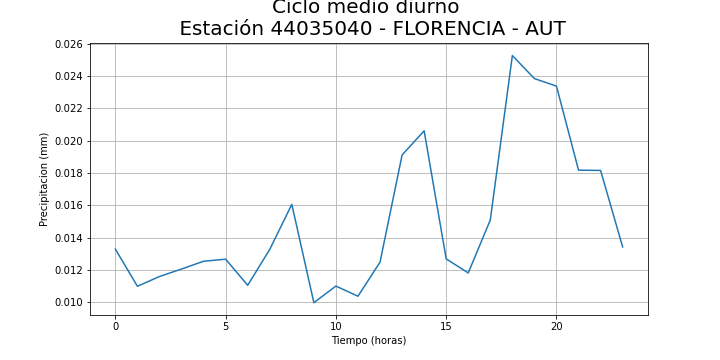 Ciclo medio diurno
Estación 44035040 - FLORENCIA - AUT
0.026
0.024
0.022
0.020
0.018
0.016
0.014
0.012
0.010
Precipitacion (mm)
0 5 10 15 20
Tiempo (horas)